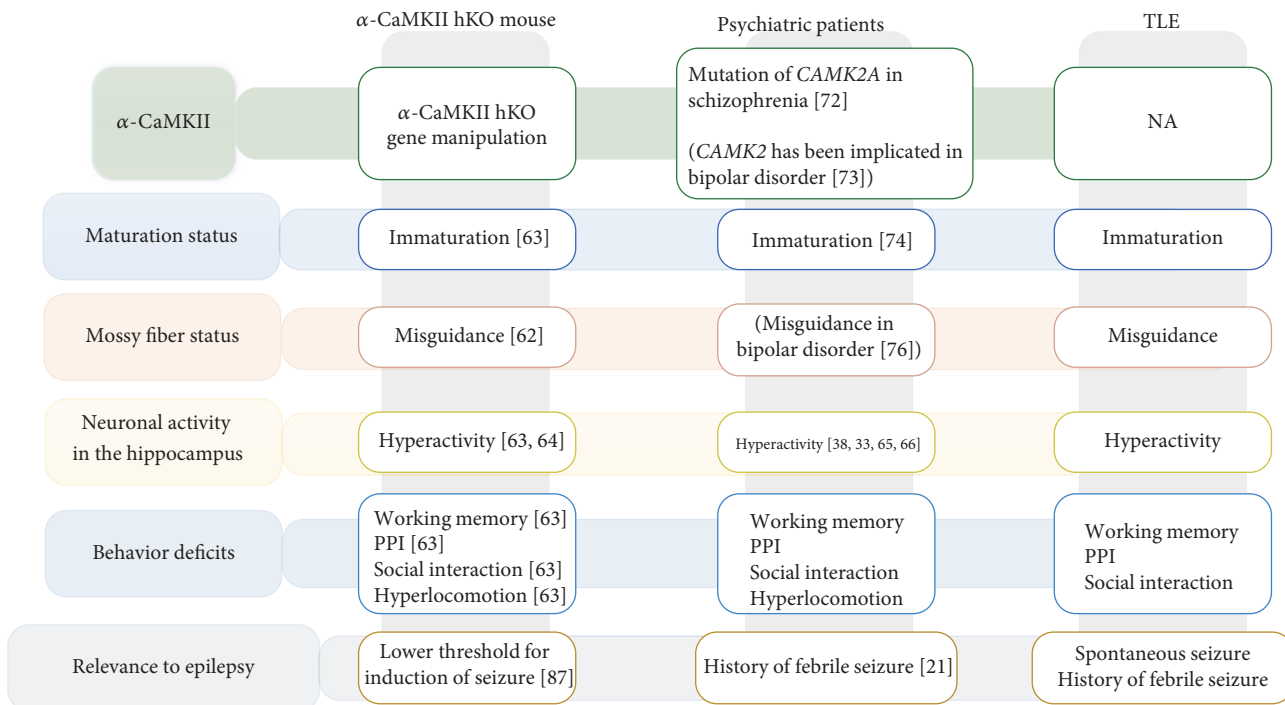 α-CaMKII hKO mouse
Psychiatric patients
TLE
α-CaMKII
α-CaMKII hKO
gene manipulation
Mutation of CAMK2A in
schizophrenia [72]
(CAMK2 has been implicated in
bipolar disorder [73])
NA
Maturation status
Immaturation [63]
Immaturation [74]
Immaturation
Mossy fiber status
Misguidance [62]
(Misguidance in
bipolar disorder [76])
Misguidance
Neuronal activity
in the hippocampus
Hyperactivity [63, 64]
Hyperactivity [38, 33, 65, 66]
Hyperactivity
Behavior deficits
Working memory [63]
PPI [63]
Social interaction [63]
Hyperlocomotion [63]
Working memory
PPI
Social interaction
Hyperlocomotion
Working memory
PPI
Social interaction
Relevance to epilepsy
Lower threshold for
induction of seizure [87]
History of febrile seizure [21]
Spontaneous seizure
History of febrile seizure